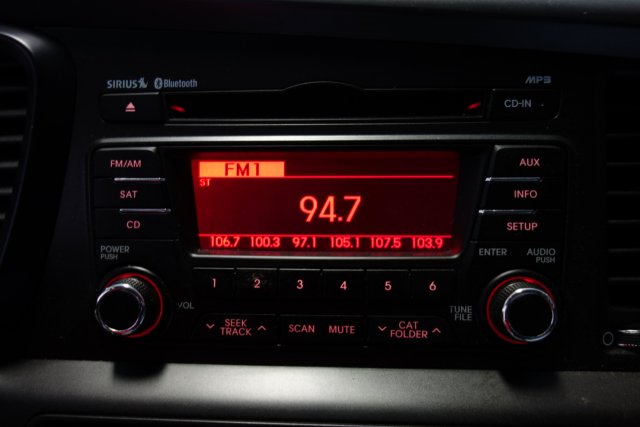 SIRIUS Bluetooth MP3
CD-IN
FM/AM FM1 AUX
ST
SAT INFO
94.7
CD SETUP
106.7 100.3 97.1 105.1 107.5 103.9
POWER PUSH ENTER AUDIO PUSH
1 2 3 4 5 6
VOL TUNE FILE
SEEK TRACK SCAN MUTE CAT FOLDER